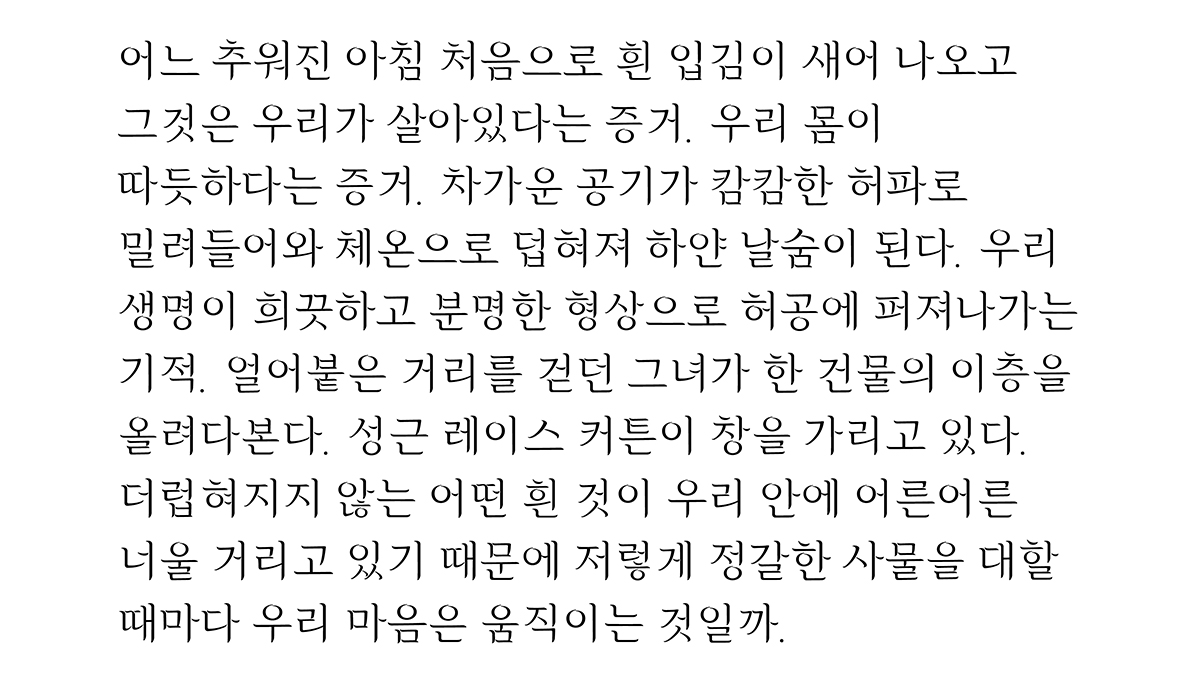 어느 추워진 아침 처음으로 흰 입김이 새어 나오고
그것은 우리가 살아있다는 증거. 우리 몸이
따듯하다는 증거. 차가운 공기가 캄캄한 허파로
밀려들어와 체온으로 덥혀져 하얀 날숨이 된다. 우리
생명이 희끗하고 분명한 형상으로 허공에 퍼져나가는
기적. 얼어붙은 거리를 걷던 그녀가 한 건물의 이층을
올려다본다. 성근 레이스 커튼이 창을 가리고 있다.
더럽혀지지 않는 어떤 흰 것이 우리 안에 어른어른
너울 거리고 있기 때문에 저렇게 정갈한 사물을 대할
때마다 우리 마음은 움직이는 것일까.